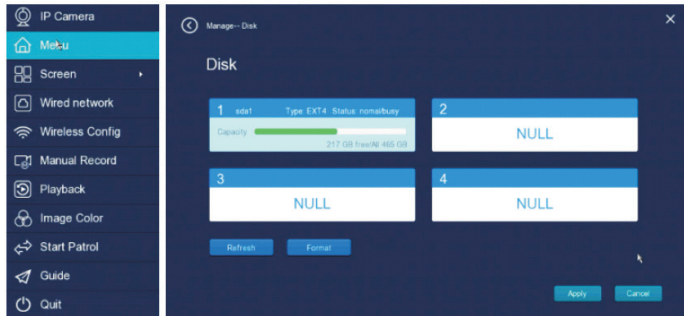 IP Camera
Menu
Screen
Wired network
Wireless Config
Manual Record
Playback
Image Color
Start Patrol
Guide
Quit
Manage-- Disk
Disk
1 sda1 Type EXT4 Status nomal/busy
Capacity
217 GB free/All 465 GB
2
NULL
3
NULL
4
NULL
Refresh Format
Apply Cancer